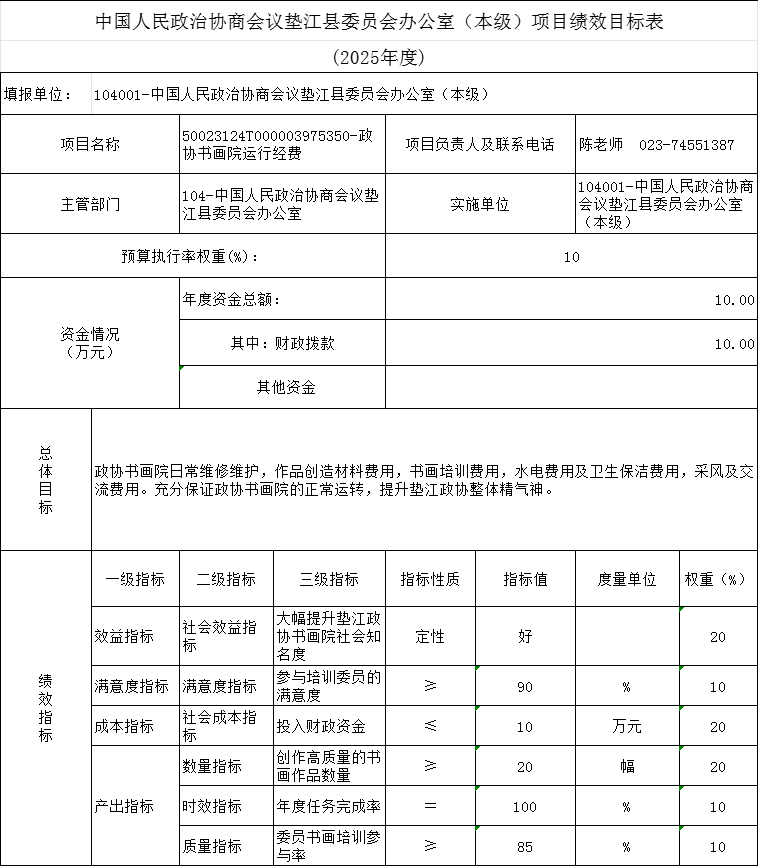 中国人民政治协商会议垫江县委员会办公室（本级）项目绩效目标表
(2025年度)
填报单位： 104001-中国人民政治协商会议垫江县委员会办公室（本级）
项目名称 50023124T000003975350-政协书画院运行经费 项目负责人及联系电话 陈老师 023-74551387
主管部门 104-中国人民政治协商会议垫江县委员会办公室 实施单位 104001-中国人民政治协商会议垫江县委员会办公室（本级）
预算执行率权重(%)： 10
资金情况（万元） 年度资金总额： 10.00
其中：财政拨款 10.00
其他资金
总体目标
政协书画院日常维修维护，作品创造材料费用，书画培训费用，水电费用及卫生保洁费用，采风及交
流费用。充分保证政协书画院的正常运转，提升垫江政协整体精气神。
绩效指标
一级指标 二级指标 三级指标 指标性质 指标值 度量单位 权重（%）
效益指标 社会效益指标 大幅提升垫江政协书画院社会知名度 定性 好 20
满意度指标 满意度指标 参与培训委员的满意度 ≥ 90 % 10
成本指标 社会成本指标 投入财政资金 ≤ 10 万元 20
产出指标 数量指标 创作高质量的书画作品数量 ≥ 20 幅 20
时效指标 年度任务完成率 ＝ 100 % 10
质量指标 委员书画培训参与率 ≥ 85 % 10